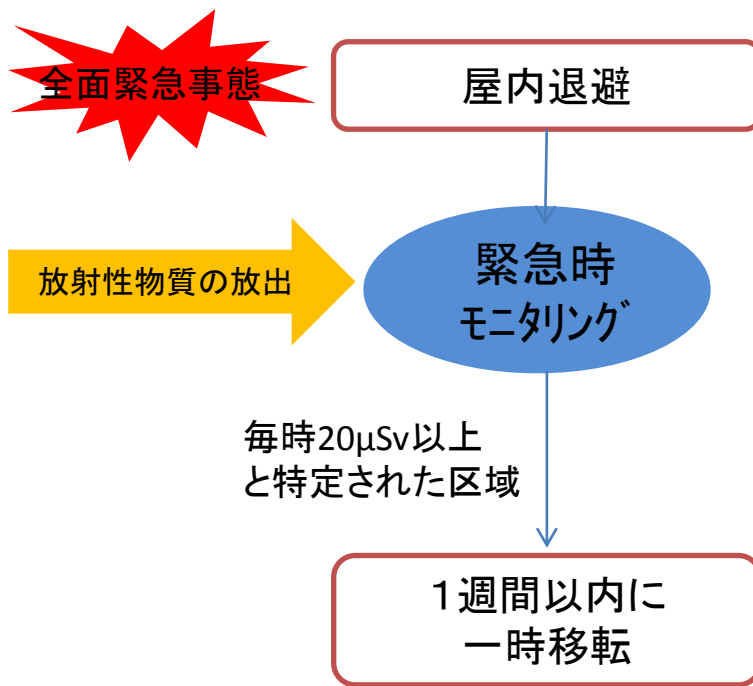 全面緊急事態
屋内退避
放射性物質の放出
緊急時
ﾓﾆﾀﾘﾝｸﾞ
毎時20μSv以上
と特定された区域
１週間以内に
一時移転